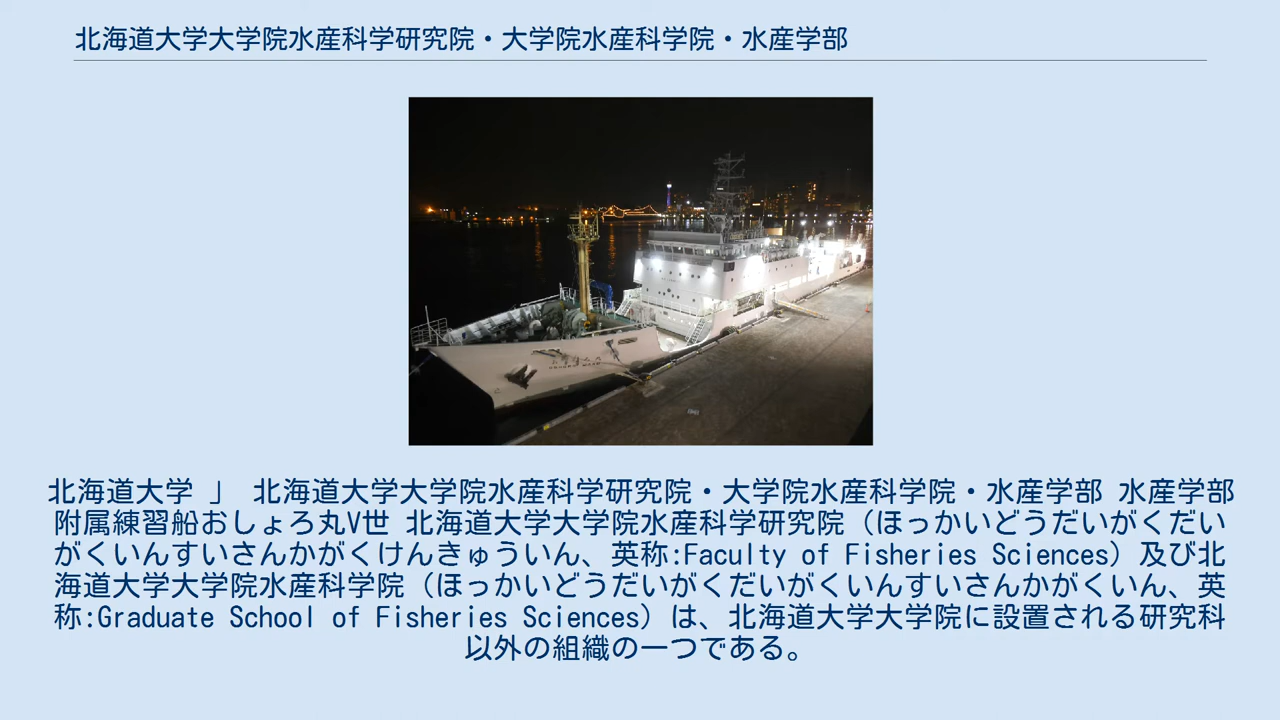 北海道大学大学院水産科学研究院・大学院水産科学院・水産学部
北海道大学 」 北海道大学大学院水産科学研究院・大学院水産科学院・水産学部 水産学部
附属練習船おしょろ丸V世 北海道大学大学院水産科学研究院（ほっかいどうだいがくだい
がくいんすいさんかがくけんきゅういん、英称:Faculty of Fisheries Sciences）及び北
海道大学大学院水産科学院（ほっかいどうだいがくだいがくいんすいさんかがくいん、英
称:Graduate School of Fisheries Sciences）は、北海道大学大学院に設置される研究科
以外の組織の一つである。